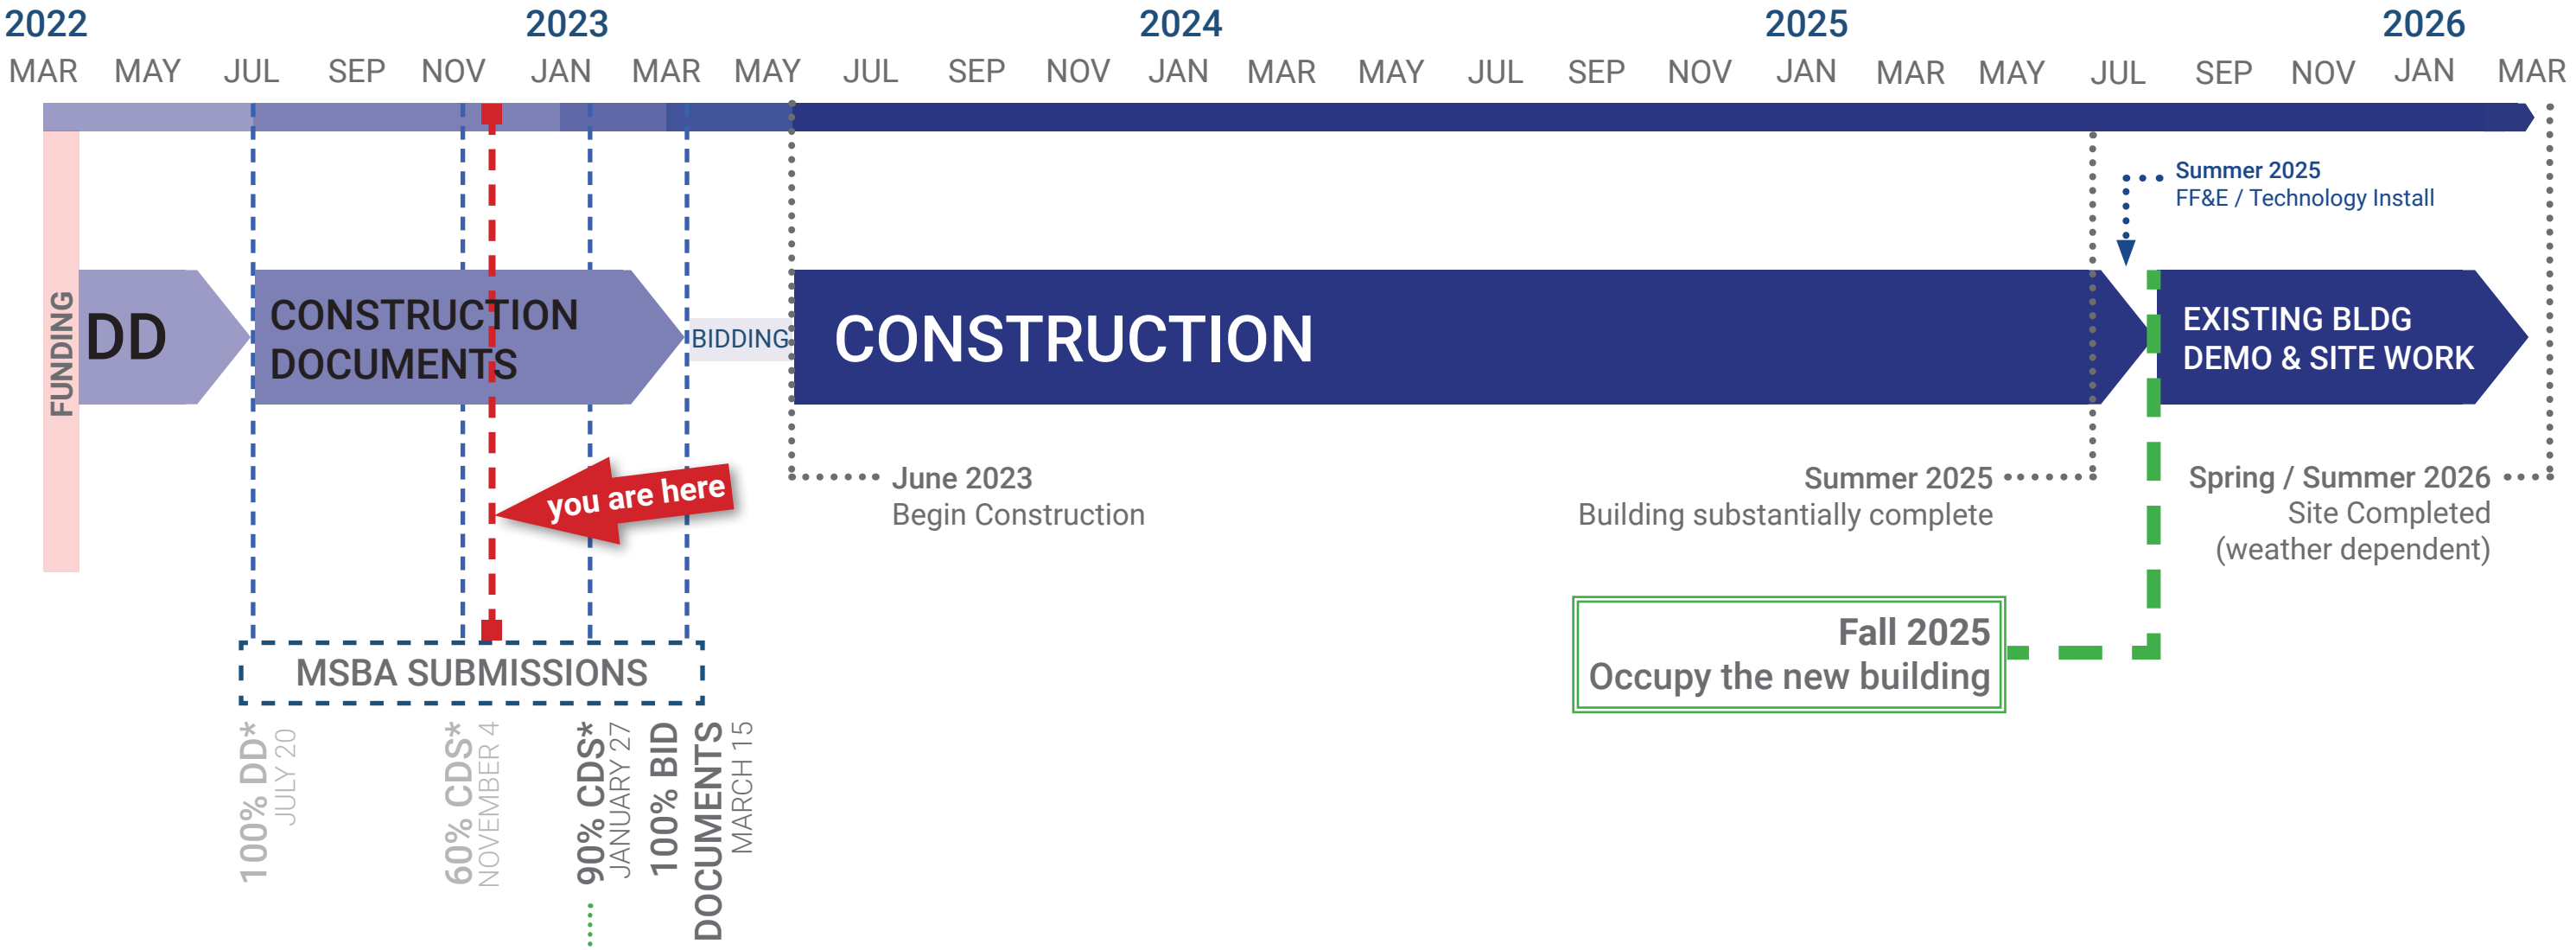 2022 2023 2024 2025 2026
MAR MAY JUL SEP NOV JAN MAR MAY JUL SEP NOV JAN MAR MAY JUL SEP NOV JAN MAR MAY JUL SEP NOV JAN MAR
Summer 2025
FF&E / Technology Install
FUNDING
DD
CONSTRUCTION
DOCUMENTS
BIDDING
CONSTRUCTION
EXISTING BLDG
DEMO & SITE WORK
you are here
June 2023
Begin Construction
Summer 2025
Building substantially complete
Spring / Summer 2026
Site Completed
(weather dependent)
Fall 2025
Occupy the new building
MSBA SUBMISSIONS
100% DD*
JULY 20
60% CDS*
NOVEMBER 4
90% CDS*
JANUARY 27
100% BID
DOCUMENTS
MARCH 15